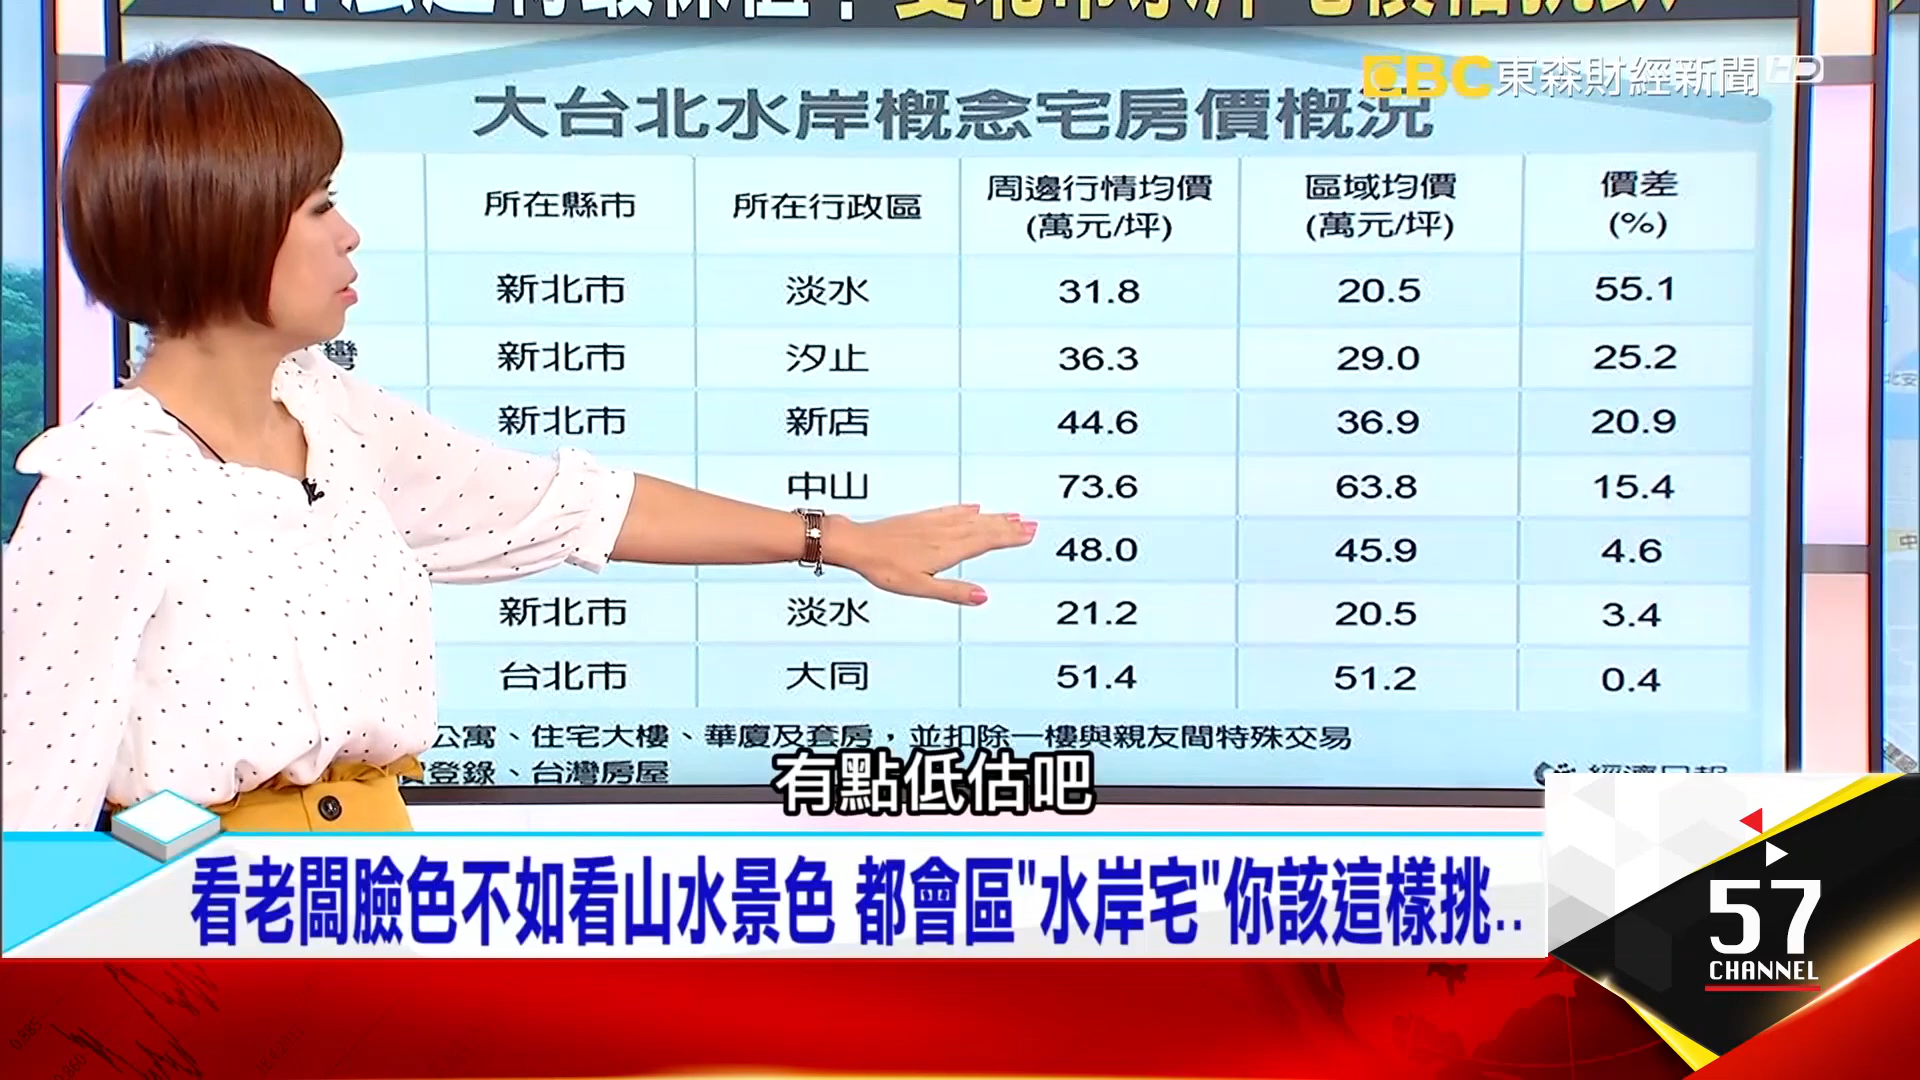 EBC東森財經新聞HD
大台北水岸概念宅房價概況
所在縣市 所在行政區 周邊行情均價 (萬元/坪) 區域均價 (萬元/坪) 價差 (%)
新北市 淡水 31.8 20.5 55.1
灣 新北市 汐止 36.3 29.0 25.2
新北市 新店 44.6 36.9 20.9
中山 73.6 63.8 15.4
48.0 45.9 4.6
新北市 淡水 21.2 20.5 3.4
台北市 大同 51.4 51.2 0.4
公寓、住宅大樓、華廈及套房，並扣除一樓與親友間特殊交易
登錄、台灣房屋
有點低估吧
看老闆臉色不如看山水景色 都會區"水岸宅"你該這樣挑..
57
CHANNEL